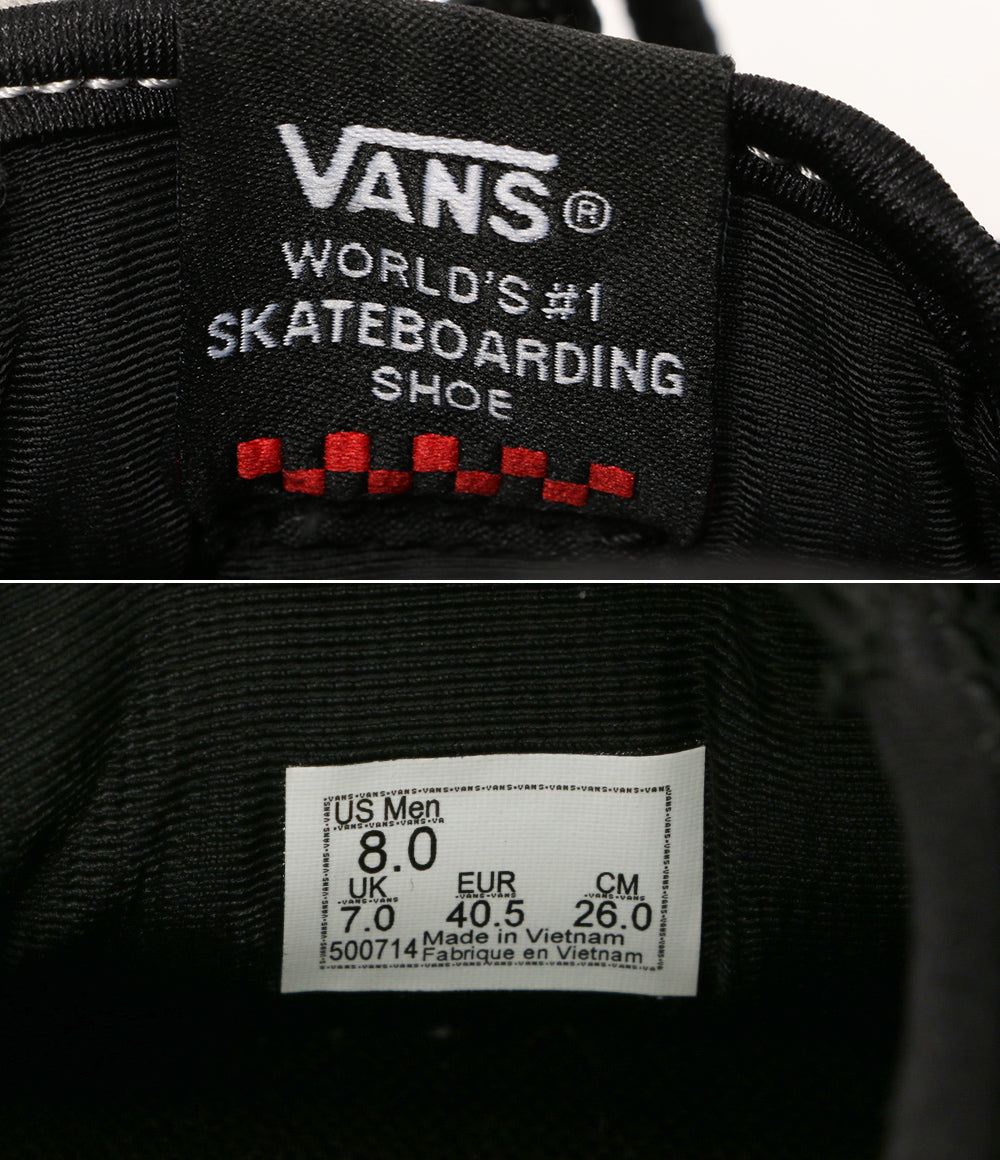 VANS®
WORLD'S #1
SKATEBOARDING
SHOE
US Men
8.0
UK EUR CM
7.0 40.5 26.0
500714 Made in Vietnam
Fabrique en Vietnam